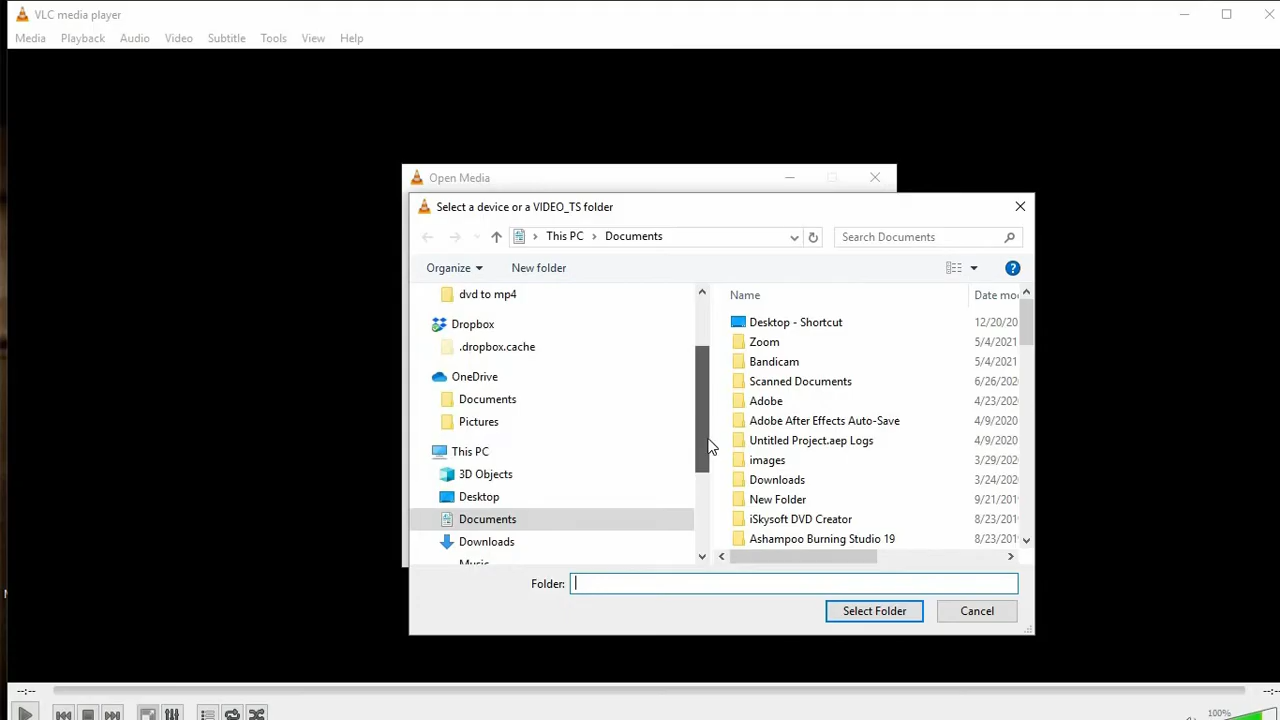 VLC media player
Media Playback Audio Video Subtitle Tools View Help
Open Media
Select a device or a VIDEO_TS folder
This PC Documents
Search Documents
Organize New folder
dvd to mp4
Dropbox
.dropbox.cache
OneDrive
Documents
Pictures
This PC
3D Objects
Desktop
Documents
Downloads
Music
Name Date mo
Desktop - Shortcut 12/20/20
Zoom 5/4/2021
Bandicam 5/4/2021
Scanned Documents 6/26/202
Adobe 4/23/202
Adobe After Effects Auto-Save 4/9/2020
Untitled Project.aep Logs 4/9/2020
images 3/29/202
Downloads 3/24/202
New Folder 9/21/201
iSkysoft DVD Creator 8/23/201
Ashampoo Burning Studio 19 8/23/201
Folder:
Select Folder Cancel
--:-- --:--
100%